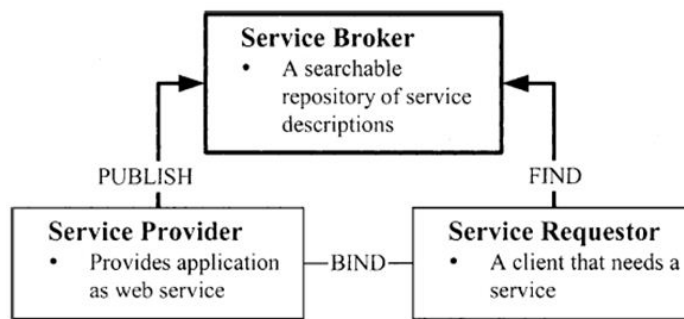 Service Broker
• A searchable
repository of service
descriptions
PUBLISH
FIND
Service Provider
• Provides application
as web service
BIND
Service Requestor
• A client that needs a
service